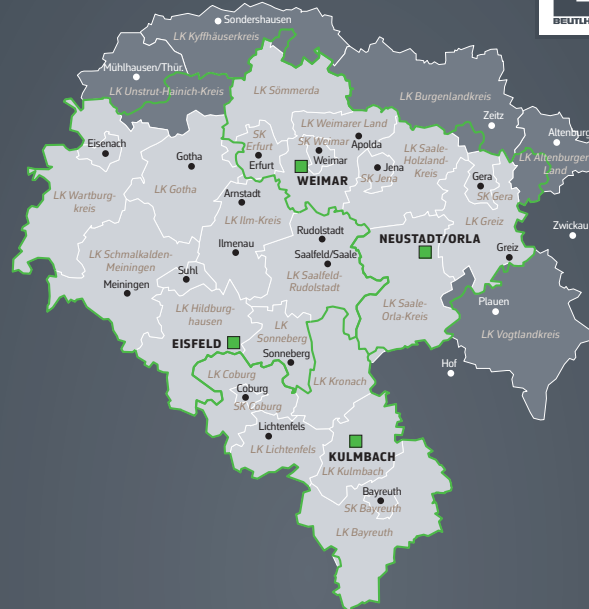 BEUTLH
Sondershausen
LK Kyffhäuserkreis
Mühlhausen/Thür.
LK Unstrut-Hainich-Kreis
LK Sömmerda
LK Burgenlandkreis
Zeitz
Altenburg
LK Altenburger
Land
LK Weimarer Land
SK
Erfurt
Erfurt
SK Weimar
Weimar
Apolda
WEIMAR
Jena
SK Jena
LK Saale-
Holzland-
Kreis
Gera
SK Gera
Eisenach
Gotha
LK Wartburg-
kreis
LK Gotha
Arnstadt
LK Ilm-Kreis
Ilmenau
Rudolstadt
Saalfeld/Saale
LK Saalfeld-
Rudolstadt
NEUSTADT/ORLA
LK Greiz
Greiz
Zwickau
LK Schmalkalden-
Meiningen
Meiningen
Suhl
LK Saale-
Orla-Kreis
Plauen
LK Vogtlandkreis
LK Hildburg-
hausen
EISFELD
LK
Sonneberg
Sonneberg
Hof
LK Coburg
Coburg
SK Coburg
LK Kronach
Lichtenfels
LK Lichtenfels
KULMBACH
LK Kulmbach
Bayreuth
SK Bayreuth
LK Bayreuth